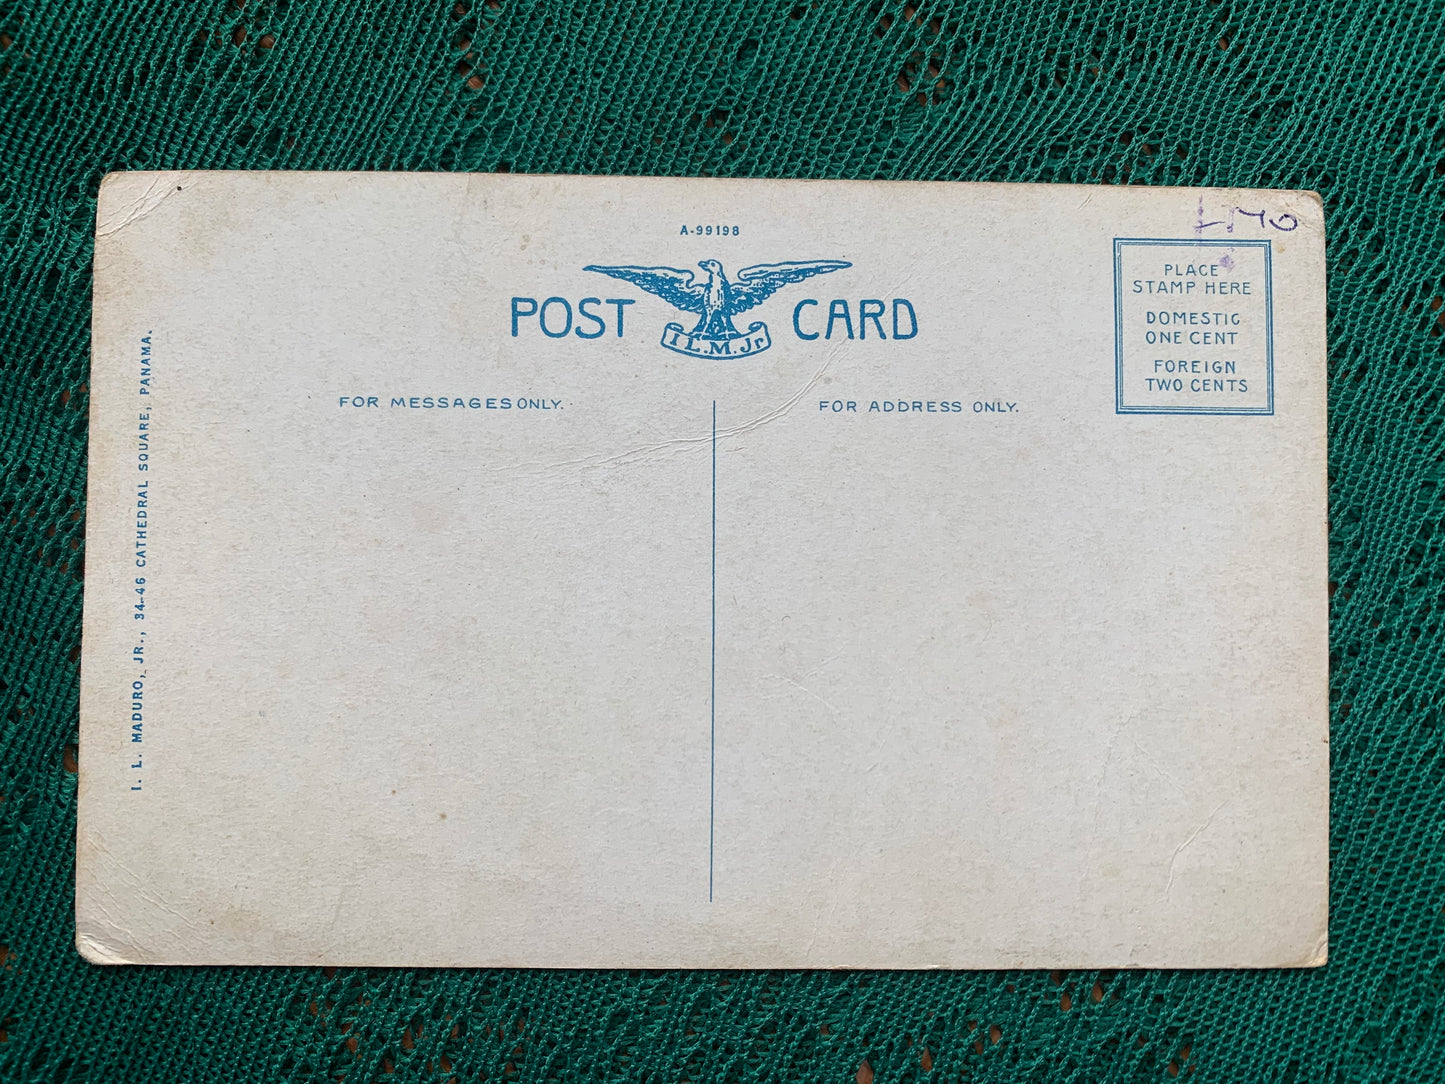 A-99198
POST CARD
I L.M.Jr
PLACE
STAMP HERE
DOMESTIC
ONE CENT
FOREIGN
TWO CENTS
FOR MESSAGES ONLY.
FOR ADDRESS ONLY.
I. L. MADURO, JR., 34-46 CATHEDRAL SQUARE, PANAMA.